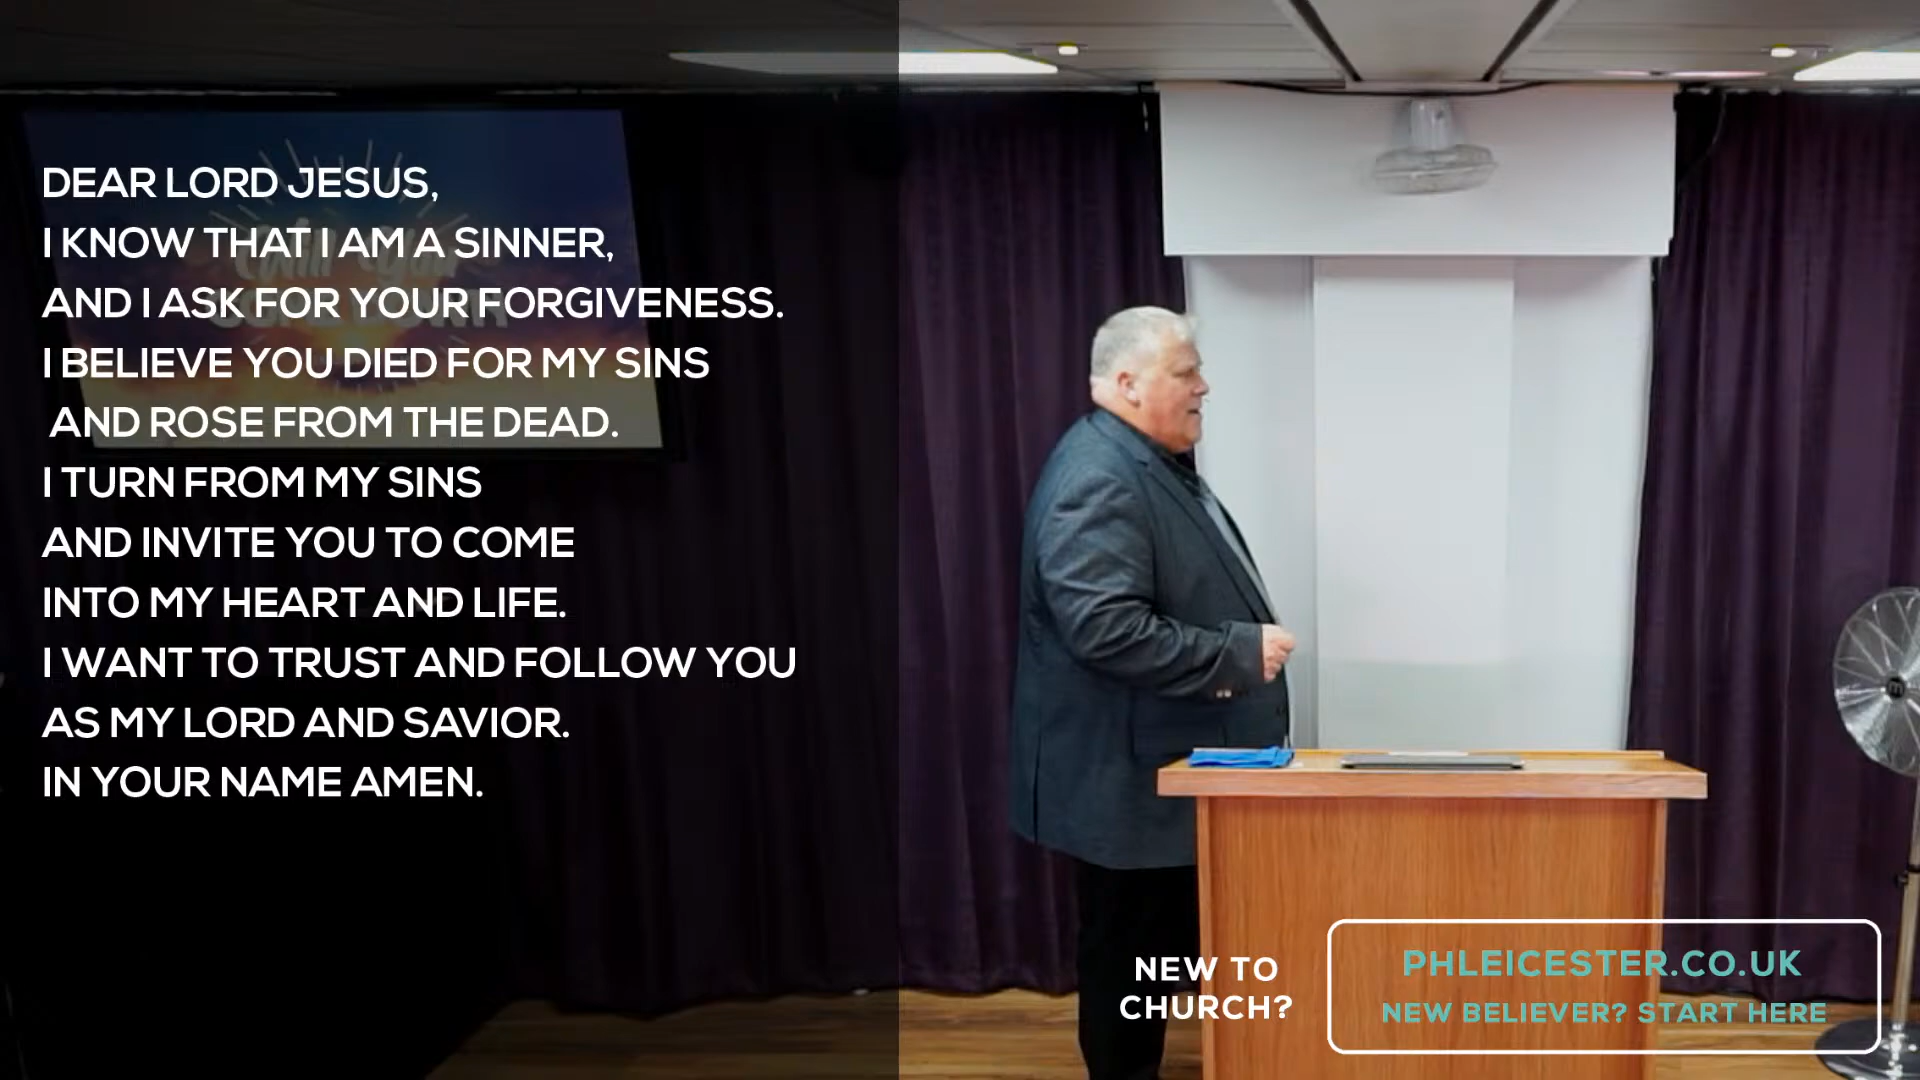 DEAR LORD JESUS,
I KNOW THAT I AM A SINNER,
AND I ASK FOR YOUR FORGIVENESS.
I BELIEVE YOU DIED FOR MY SINS
AND ROSE FROM THE DEAD.
I TURN FROM MY SINS
AND INVITE YOU TO COME
INTO MY HEART AND LIFE.
I WANT TO TRUST AND FOLLOW YOU
AS MY LORD AND SAVIOR.
IN YOUR NAME AMEN.
NEW TO
CHURCH?
PHLEICESTER.CO.UK
NEW BELIEVER? START HERE